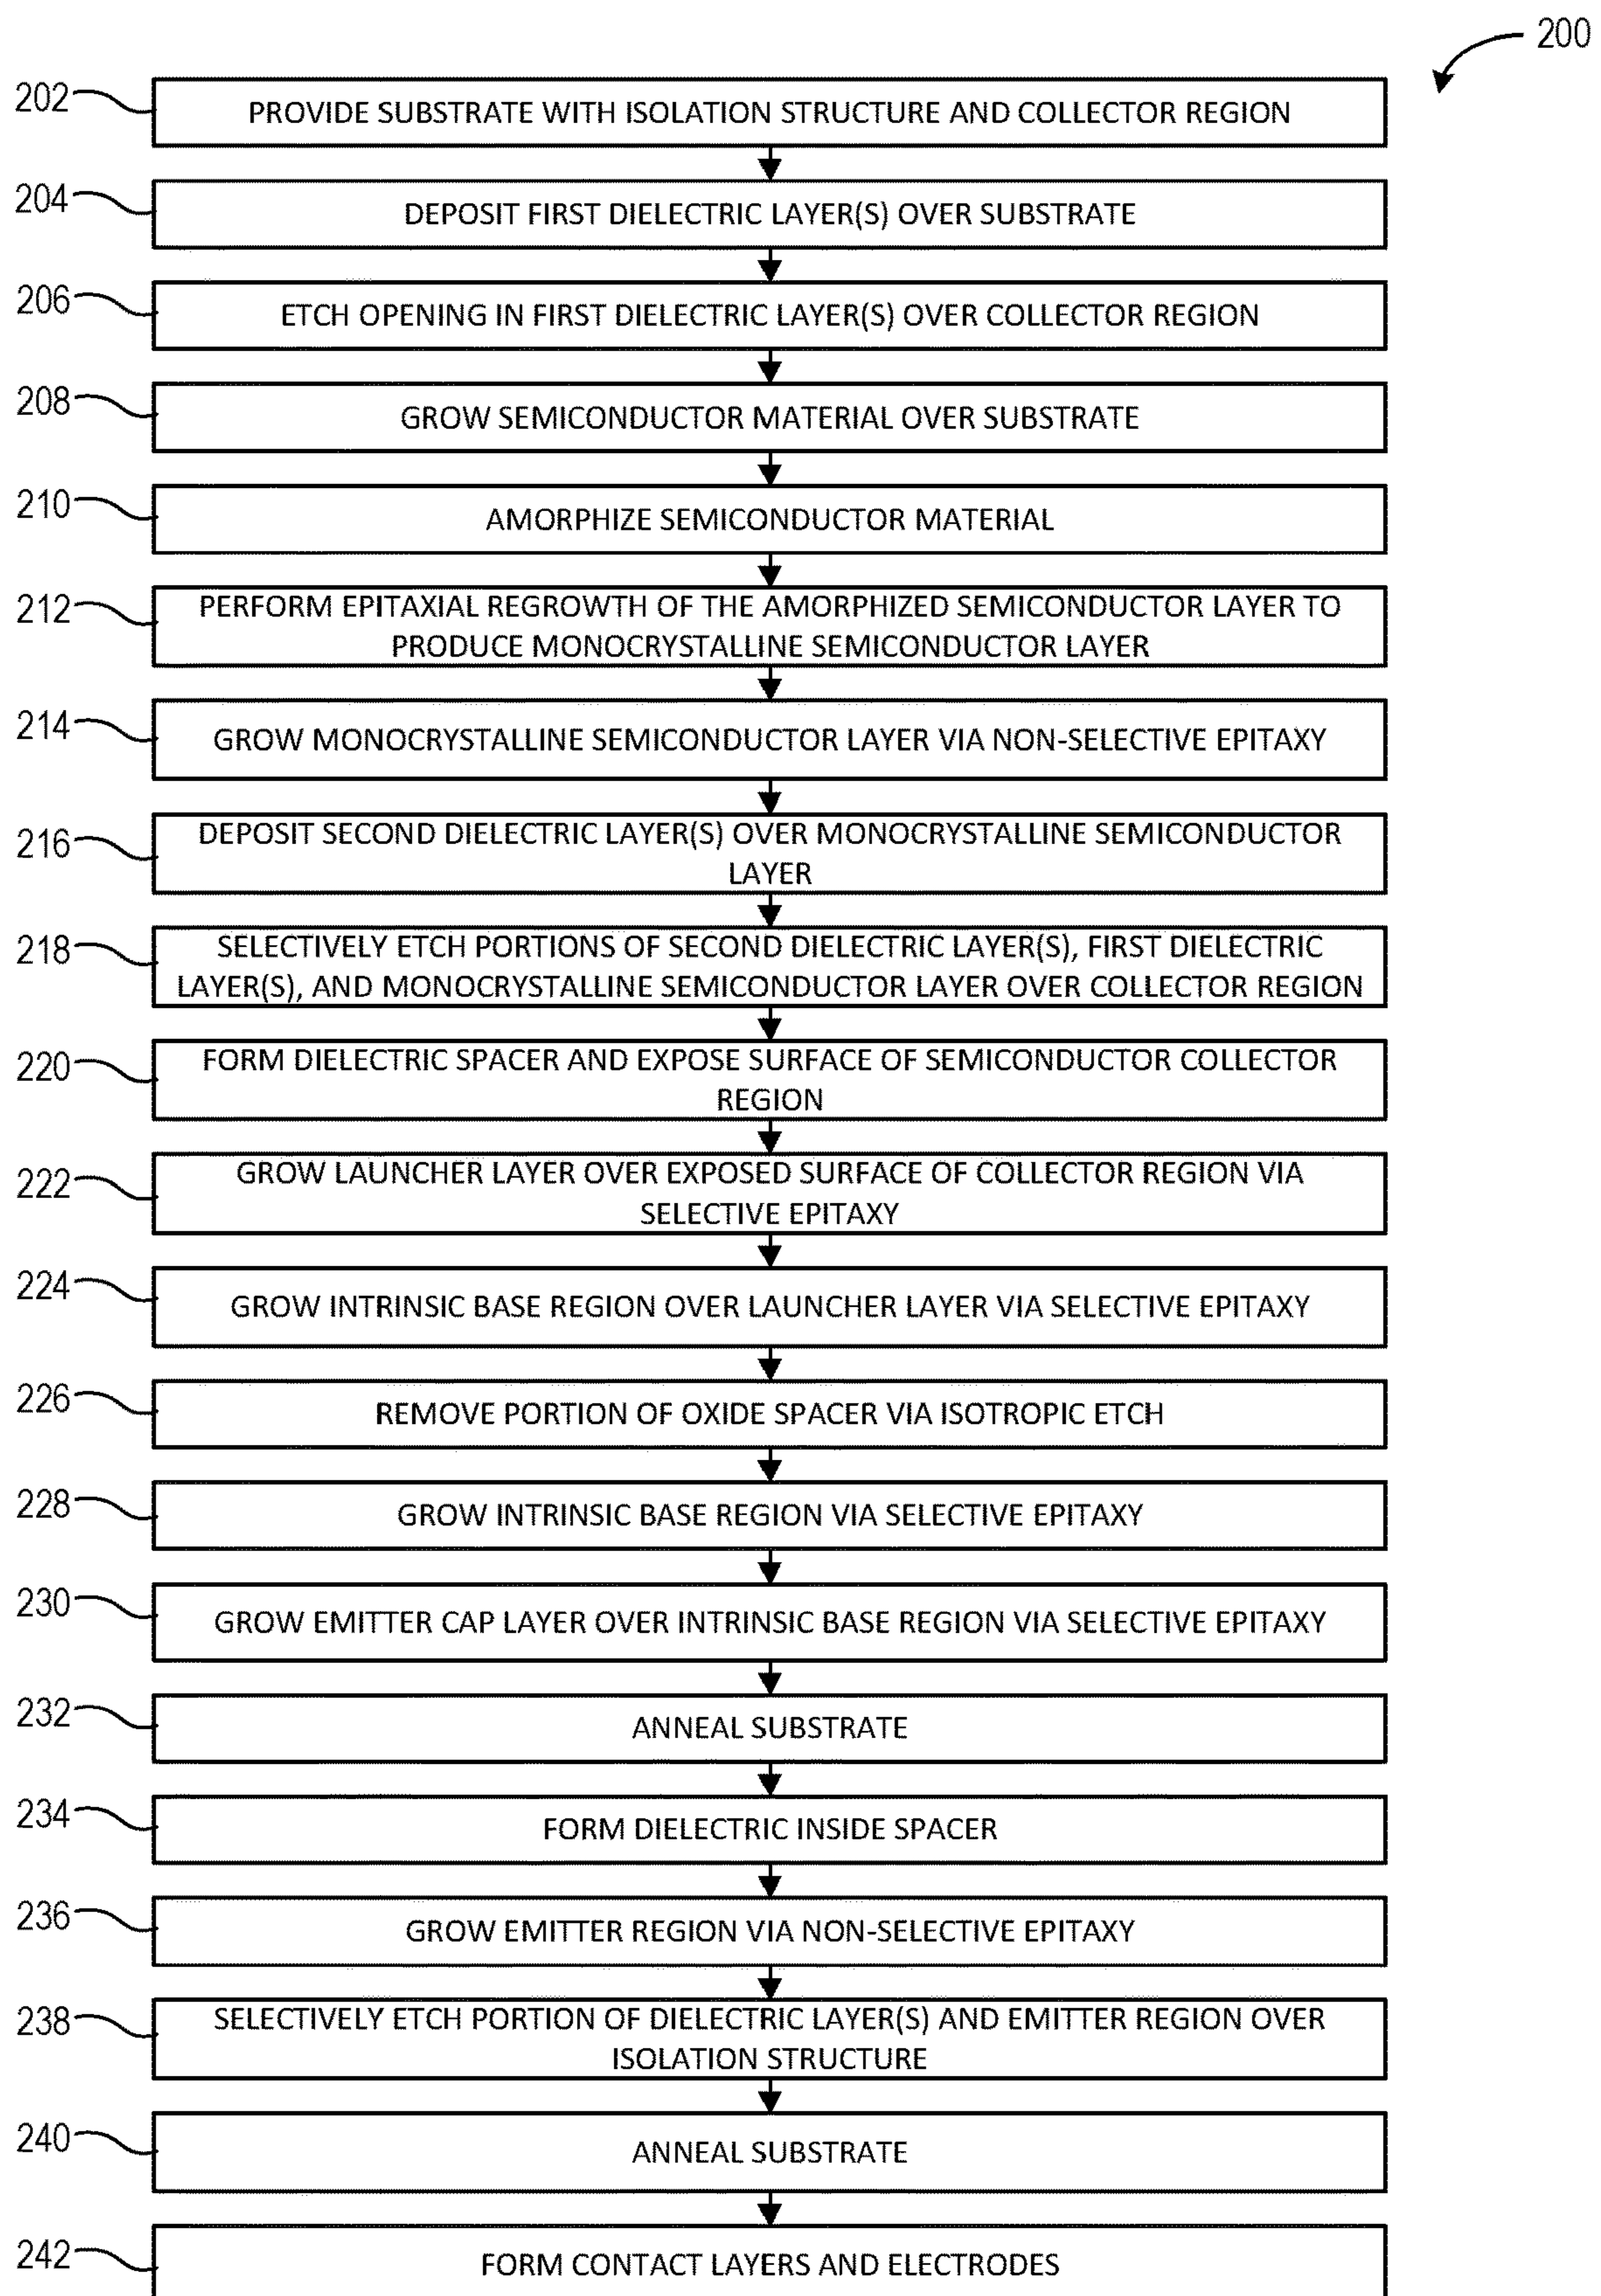 200
202
PROVIDE SUBSTRATE WITH ISOLATION STRUCTURE AND COLLECTOR REGION
204
DEPOSIT FIRST DIELECTRIC LAYER(S) OVER SUBSTRATE
206
ETCH OPENING IN FIRST DIELECTRIC LAYER(S) OVER COLLECTOR REGION
208
GROW SEMICONDUCTOR MATERIAL OVER SUBSTRATE
210
AMORPHIZE SEMICONDUCTOR MATERIAL
212
PERFORM EPITAXIAL REGROWTH OF THE AMORPHIZED SEMICONDUCTOR LAYER TO
PRODUCE MONOCRYSTALLINE SEMICONDUCTOR LAYER
214
GROW MONOCRYSTALLINE SEMICONDUCTOR LAYER VIA NON-SELECTIVE EPITAXY
216
DEPOSIT SECOND DIELECTRIC LAYER(S) OVER MONOCRYSTALLINE SEMICONDUCTOR
LAYER
218
SELECTIVELY ETCH PORTIONS OF SECOND DIELECTRIC LAYER(S), FIRST DIELECTRIC
LAYER(S), AND MONOCRYSTALLINE SEMICONDUCTOR LAYER OVER COLLECTOR REGION
220
FORM DIELECTRIC SPACER AND EXPOSE SURFACE OF SEMICONDUCTOR COLLECTOR
REGION
222
GROW LAUNCHER LAYER OVER EXPOSED SURFACE OF COLLECTOR REGION VIA
SELECTIVE EPITAXY
224
GROW INTRINSIC BASE REGION OVER LAUNCHER LAYER VIA SELECTIVE EPITAXY
226
REMOVE PORTION OF OXIDE SPACER VIA ISOTROPIC ETCH
228
GROW INTRINSIC BASE REGION VIA SELECTIVE EPITAXY
230
GROW EMITTER CAP LAYER OVER INTRINSIC BASE REGION VIA SELECTIVE EPITAXY
232
ANNEAL SUBSTRATE
234
FORM DIELECTRIC INSIDE SPACER
236
GROW EMITTER REGION VIA NON-SELECTIVE EPITAXY
238
SELECTIVELY ETCH PORTION OF DIELECTRIC LAYER(S) AND EMITTER REGION OVER
ISOLATION STRUCTURE
240
ANNEAL SUBSTRATE
242
FORM CONTACT LAYERS AND ELECTRODES